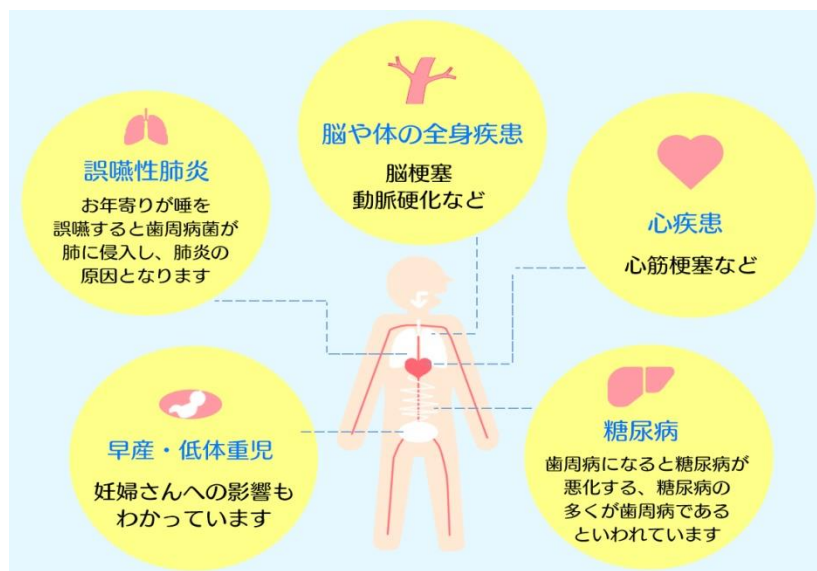 脳や体の全身疾患
脳梗塞
動脈硬化など
誤嚥性肺炎
お年寄りが唾を
誤嚥すると歯周病菌が
肺に侵入し、肺炎の
原因となります
心疾患
心筋梗塞など
早産・低体重児
妊婦さんへの影響も
わかっています
糖尿病
歯周病になると糖尿病が
悪化する、糖尿病の
多くが歯周病である
といわれています